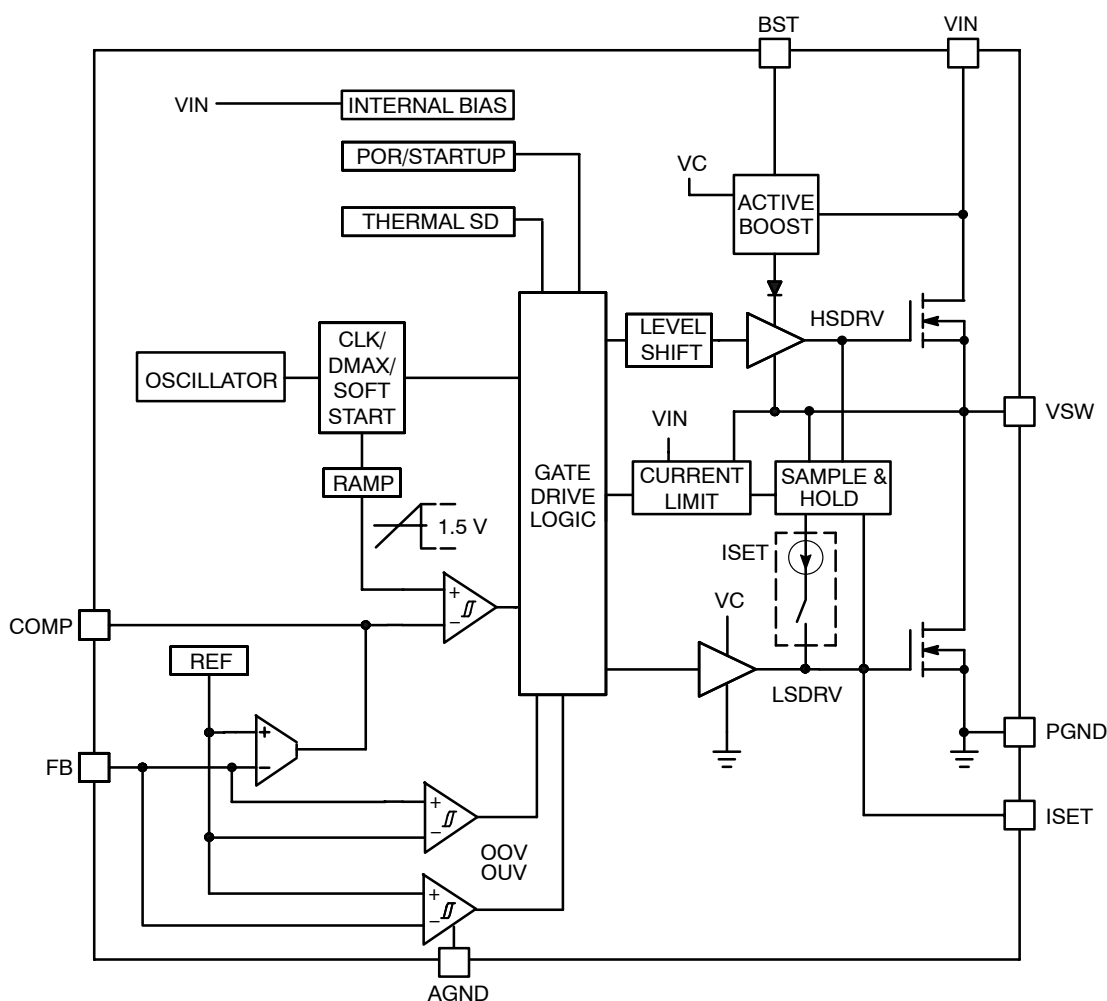 BST
VIN
VIN
INTERNAL BIAS
POR/STARTUP
VC
ACTIVE
BOOST
THERMAL SD
LEVEL
SHIFT
HSDRV
CLK/
DMAX/
SOFT
START
OSCILLATOR
VSW
VIN
GATE
DRIVE
LOGIC
CURRENT
LIMIT
SAMPLE &
HOLD
RAMP
1.5 V
ISET
+
−
COMP
VC
REF
LSDRV
+
−
FB
PGND
+
−
ISET
OOV
OUV
+
−
AGND